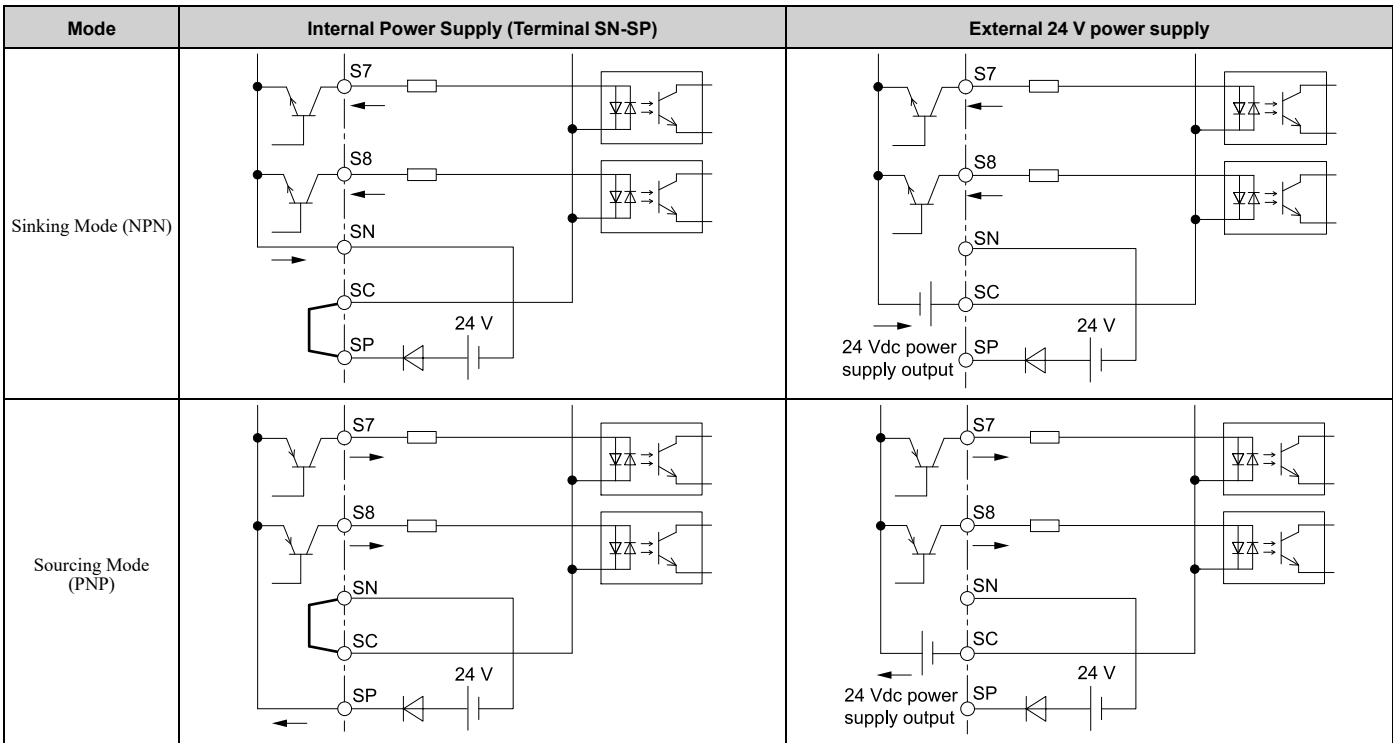 Mode
Internal Power Supply (Terminal SN-SP)
External 24 V power supply
Sinking Mode (NPN)
S7
S8
SN
SC
24 V
SP
S7
S8
SN
SC
24 V
24 Vdc power
supply output
SP
Sourcing Mode
(PNP)
S7
S8
SN
SC
24 V
SP
S7
S8
SN
SC
24 V
24 Vdc power
supply output
SP